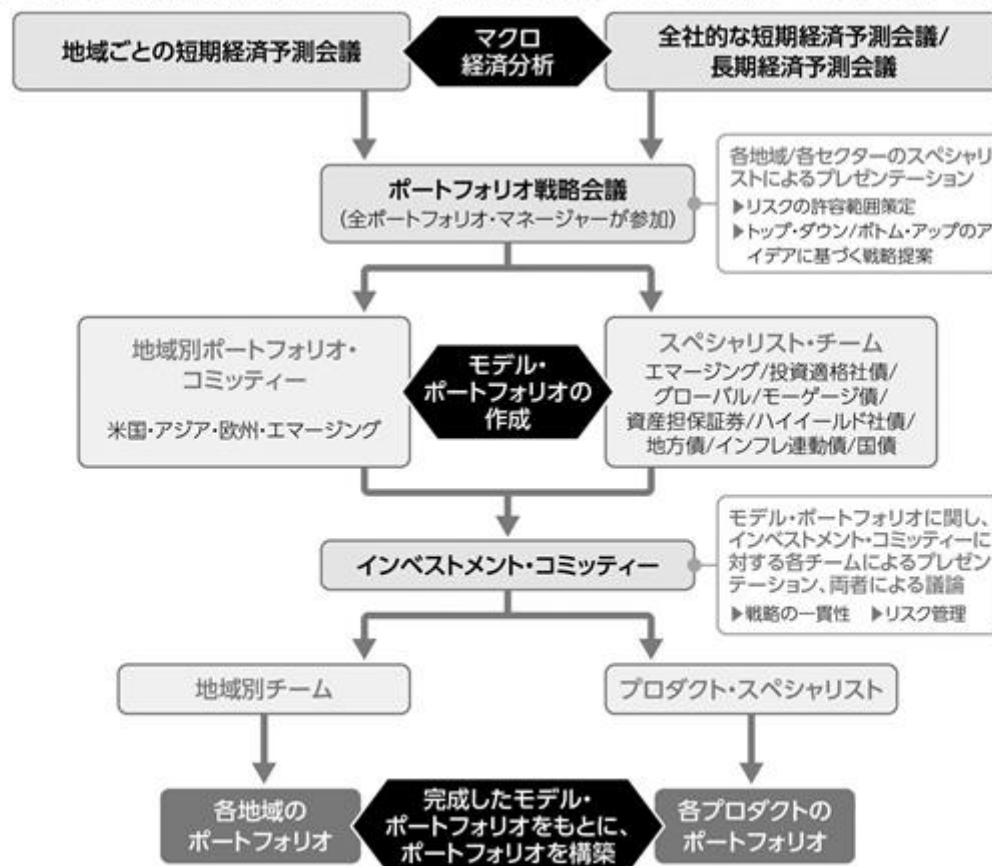 地域ごとの短期経済予測会議
マクロ
経済分析
全社的な短期経済予測会議/
長期経済予測会議
ポートフォリオ戦略会議
(全ポートフォリオ・マネージャーが参加)
各地域/各セクターのスペシャリ
ストによるプレゼンテーション
▶リスクの許容範囲策定
▶トップ・ダウン/ボトム・アップのア
イデアに基づく戦略提案
地域別ポートフォリオ・
コミッティー
米国・アジア・欧州・エマージング
モデル・
ポートフォリオの
作成
スペシャリスト・チーム
エマージング/投資適格社債/
グローバル/モーゲージ債/
資産担保証券/ハイイールド社債/
地方債/インフレ連動債/国債
インベストメント・コミッティー
モデル・ポートフォリオに関し、
インベストメント・コミッティーに
対する各チームによるプレゼン
テーション、両者による議論
▶戦略の一貫性 ▶リスク管理
地域別チーム
プロダクト・スペシャリスト
各地域の
ポートフォリオ
完成したモデル・
ポートフォリオをもとに、
ポートフォリオを構築
各プロダクトの
ポートフォリオ